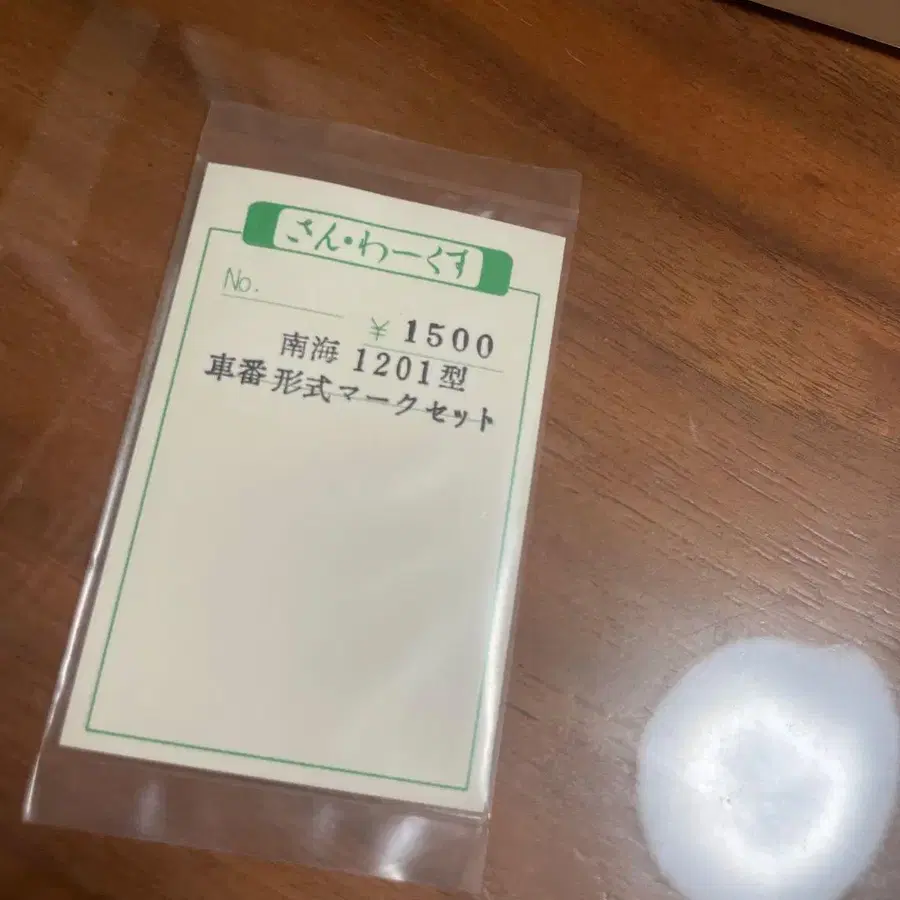 さん・わーくす
No.
¥ 1500
南海 1201型
車番形式マークセット